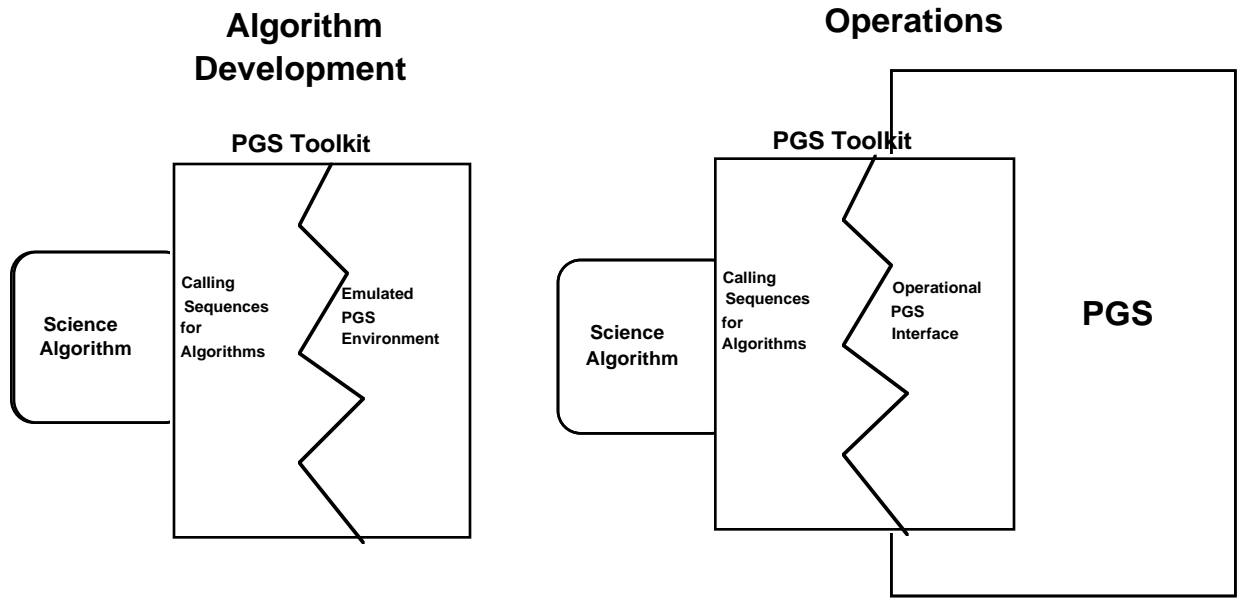 Algorithm
Development
PGS Toolkit
Science
Algorithm
Calling
Sequences
for
Algorithms
Emulated
PGS
Environment
Operations
PGS Toolkit
Science
Algorithm
Calling
Sequences
for
Algorithms
Operational
PGS
Interface
PGS